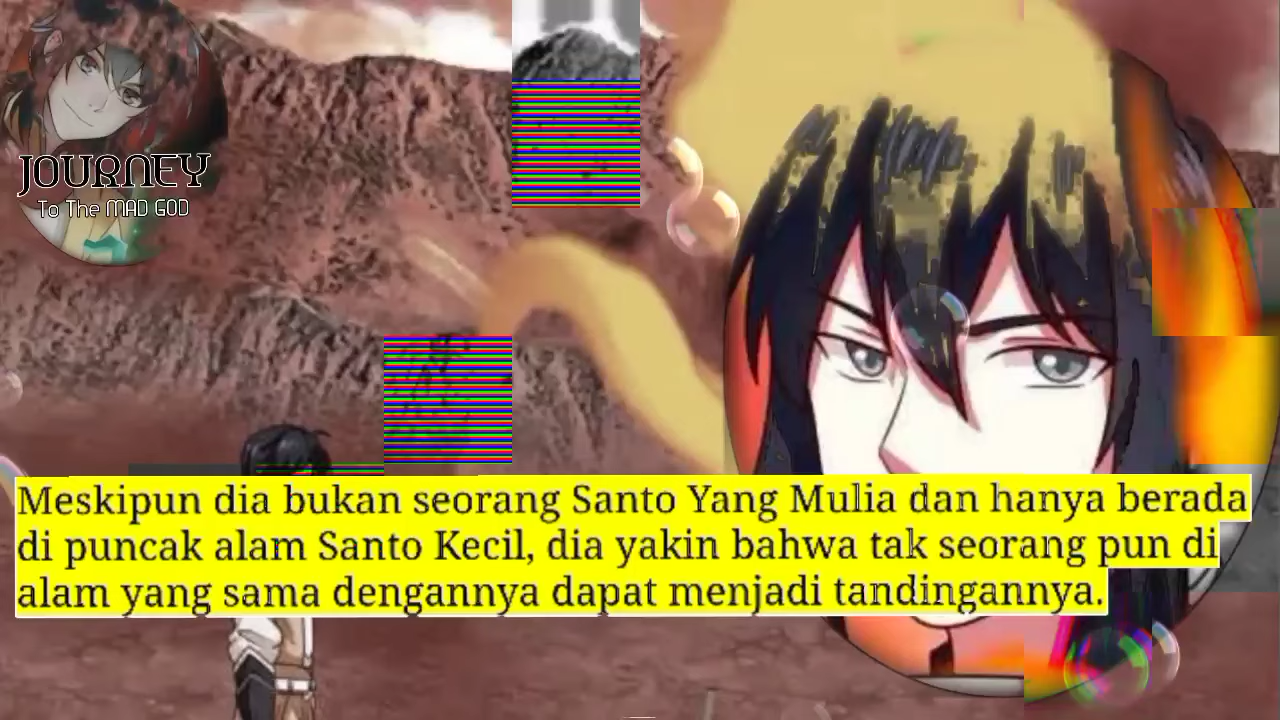 JOURNEY
To The MAD GOD
Meskipun dia bukan seorang Santo Yang Mulia dan hanya berada
di puncak alam Santo Kecil, dia yakin bahwa tak seorang pun di
alam yang sama dengannya dapat menjadi tandingannya.